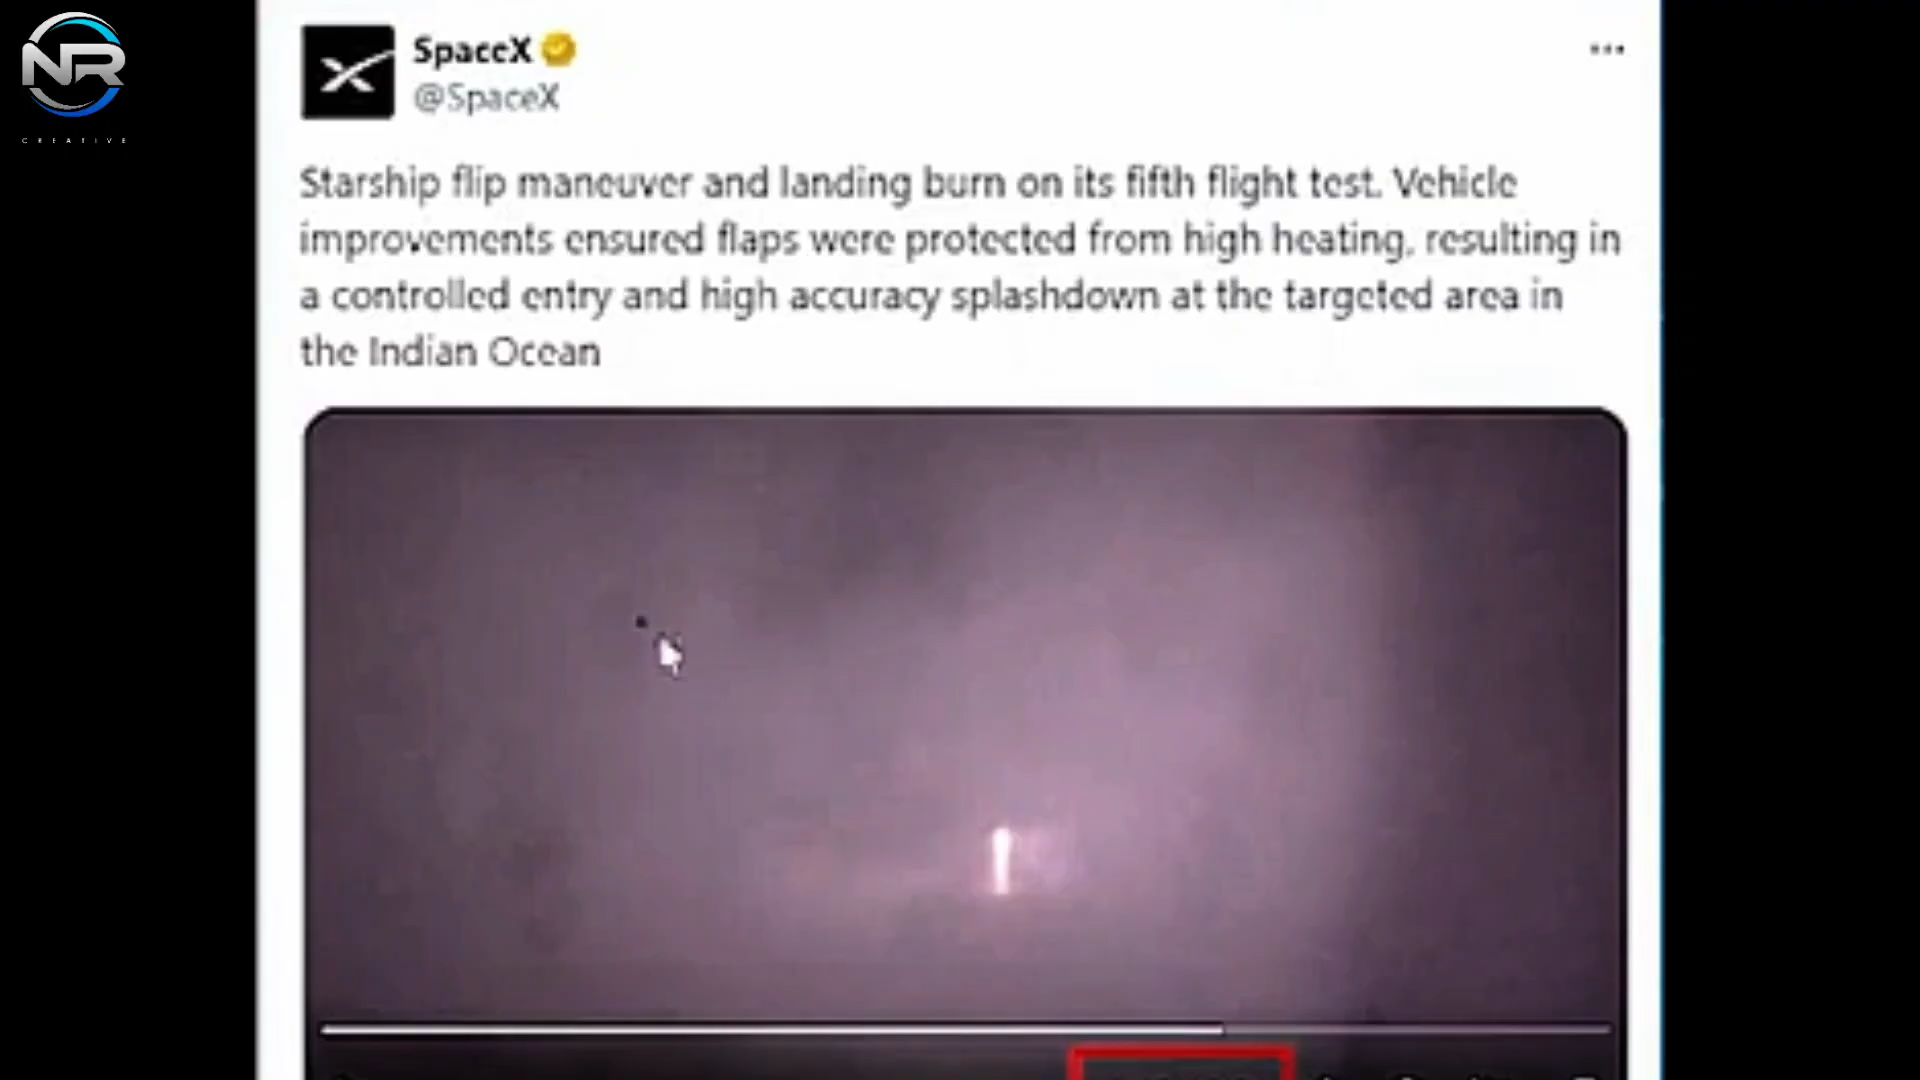 NR
CREATIVE
SpaceX
@SpaceX
Starship flip maneuver and landing burn on its fifth flight test. Vehicle
improvements ensured flaps were protected from high heating, resulting in
a controlled entry and high accuracy splashdown at the targeted area in
the Indian Ocean